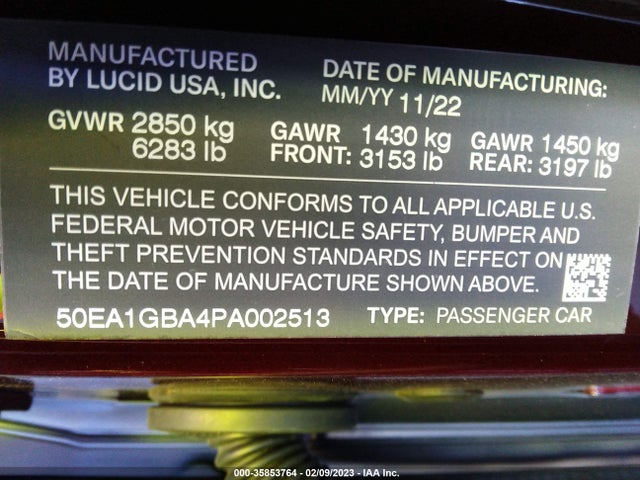 MANUFACTURED
BY LUCID USA, INC.
DATE OF MANUFACTURING:
MM/YY 11/22
GVWR 2850 kg
6283 lb
GAWR 1430 kg
FRONT: 3153 lb
GAWR 1450 kg
REAR: 3197 lb
THIS VEHICLE CONFORMS TO ALL APPLICABLE U.S.
FEDERAL MOTOR VEHICLE SAFETY, BUMPER AND
THEFT PREVENTION STANDARDS IN EFFECT ON
THE DATE OF MANUFACTURE SHOWN ABOVE.
50EA1GBA4PA002513 TYPE: PASSENGER CAR
000-35853764 - 02/09/2023 - IAA Inc.